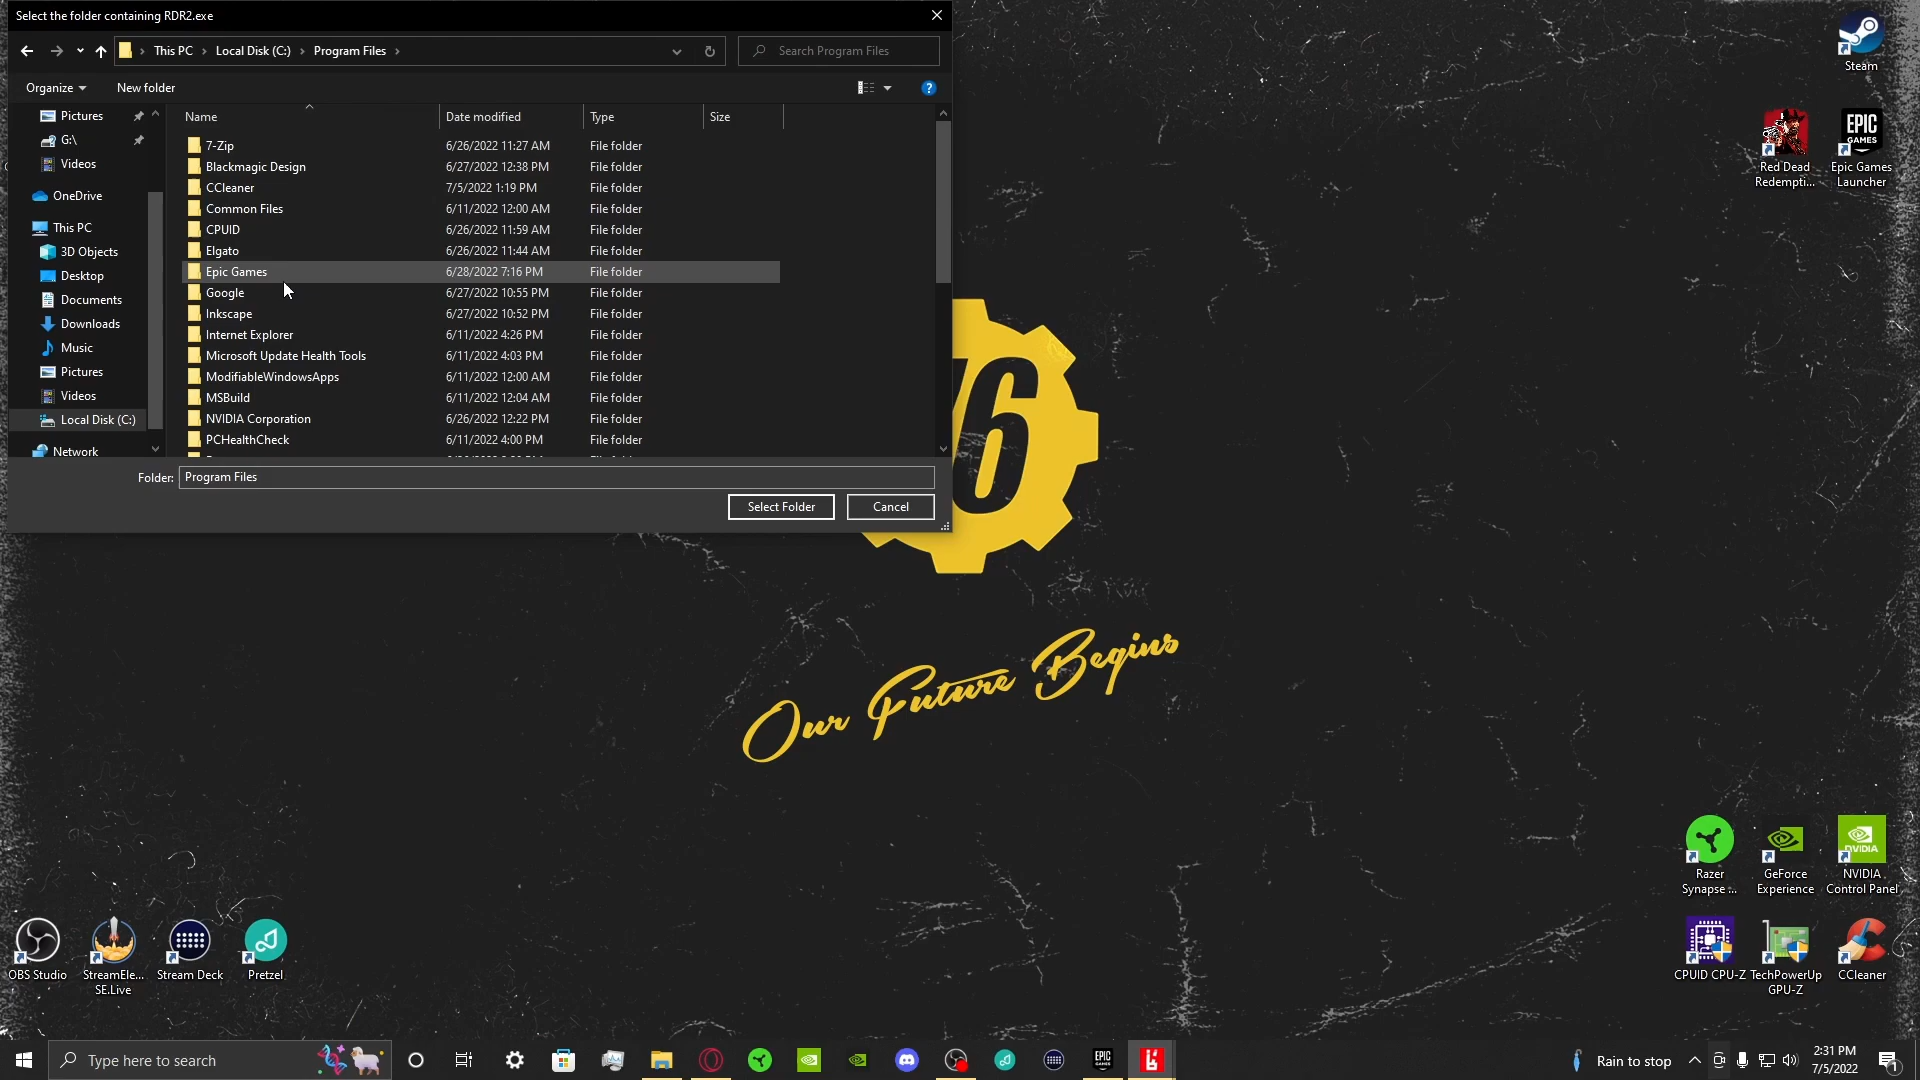 Select the folder containing RDR2.exe
This PC
Local Disk (C:)
Program Files
Search Program Files
Organize
New folder
Name
Date modified
Type
Size
Pictures
G:\
Videos
OneDrive
This PC
3D Objects
Desktop
Documents
Downloads
Music
Pictures
Videos
Local Disk (C:)
Network
7-Zip 6/26/2022 11:27 AM File folder
Blackmagic Design 6/27/2022 12:38 PM File folder
CCleaner 7/5/2022 1:19 PM File folder
Common Files 6/11/2022 12:00 AM File folder
CPUID 6/26/2022 11:59 AM File folder
Elgato 6/26/2022 11:44 AM File folder
Epic Games 6/28/2022 7:16 PM File folder
Google 6/27/2022 10:55 PM File folder
Inkscape 6/27/2022 10:52 PM File folder
Internet Explorer 6/11/2022 4:26 PM File folder
Microsoft Update Health Tools 6/11/2022 4:03 PM File folder
ModifiableWindowsApps 6/11/2022 12:00 AM File folder
MSBuild 6/11/2022 12:04 AM File folder
NVIDIA Corporation 6/26/2022 12:22 PM File folder
PCHealthCheck 6/11/2022 4:00 PM File folder
Folder: Program Files
Select Folder
Cancel
Steam
Red Dead
Redempti...
EPIC
GAMES
Epic Games
Launcher
Our Future Begins
Razer
Synapse ...
GeForce
Experience
NVIDIA
NVIDIA
Control Panel
CPUID CPU-Z
TechPowerUp
GPU-Z
CCleaner
OBS Studio
StreamEle...
SE.Live
Stream Deck
Pretzel
Type here to search
EPIC
GAMES
Rain to stop
2:31 PM
7/5/2022
1